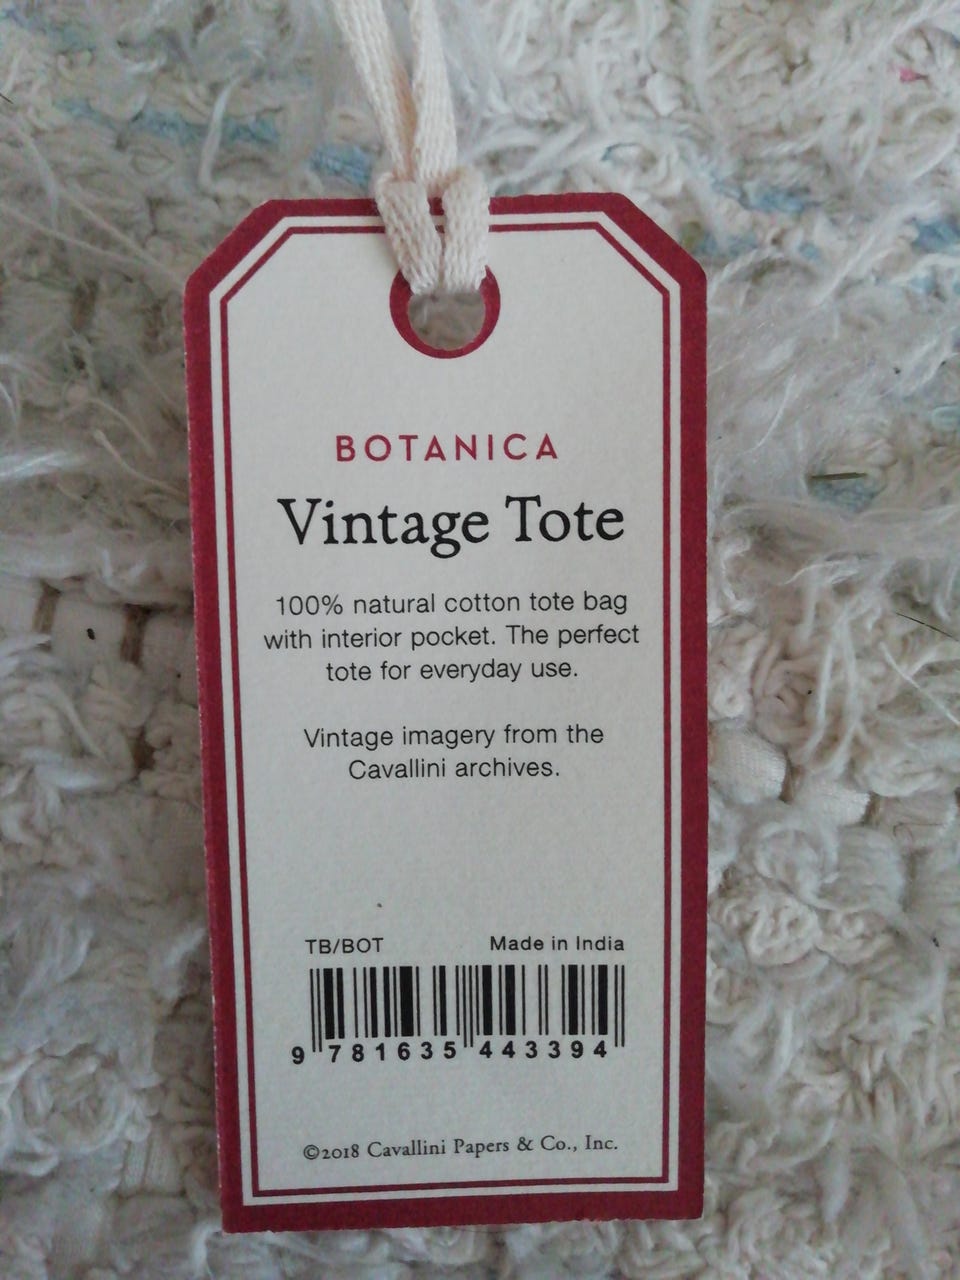 BOTANICA
Vintage Tote
100% natural cotton tote bag
with interior pocket. The perfect
tote for everyday use.
Vintage imagery from the
Cavallini archives.
TB/BOT Made in India
9 781635 443394
©2018 Cavallini Papers & Co., Inc.